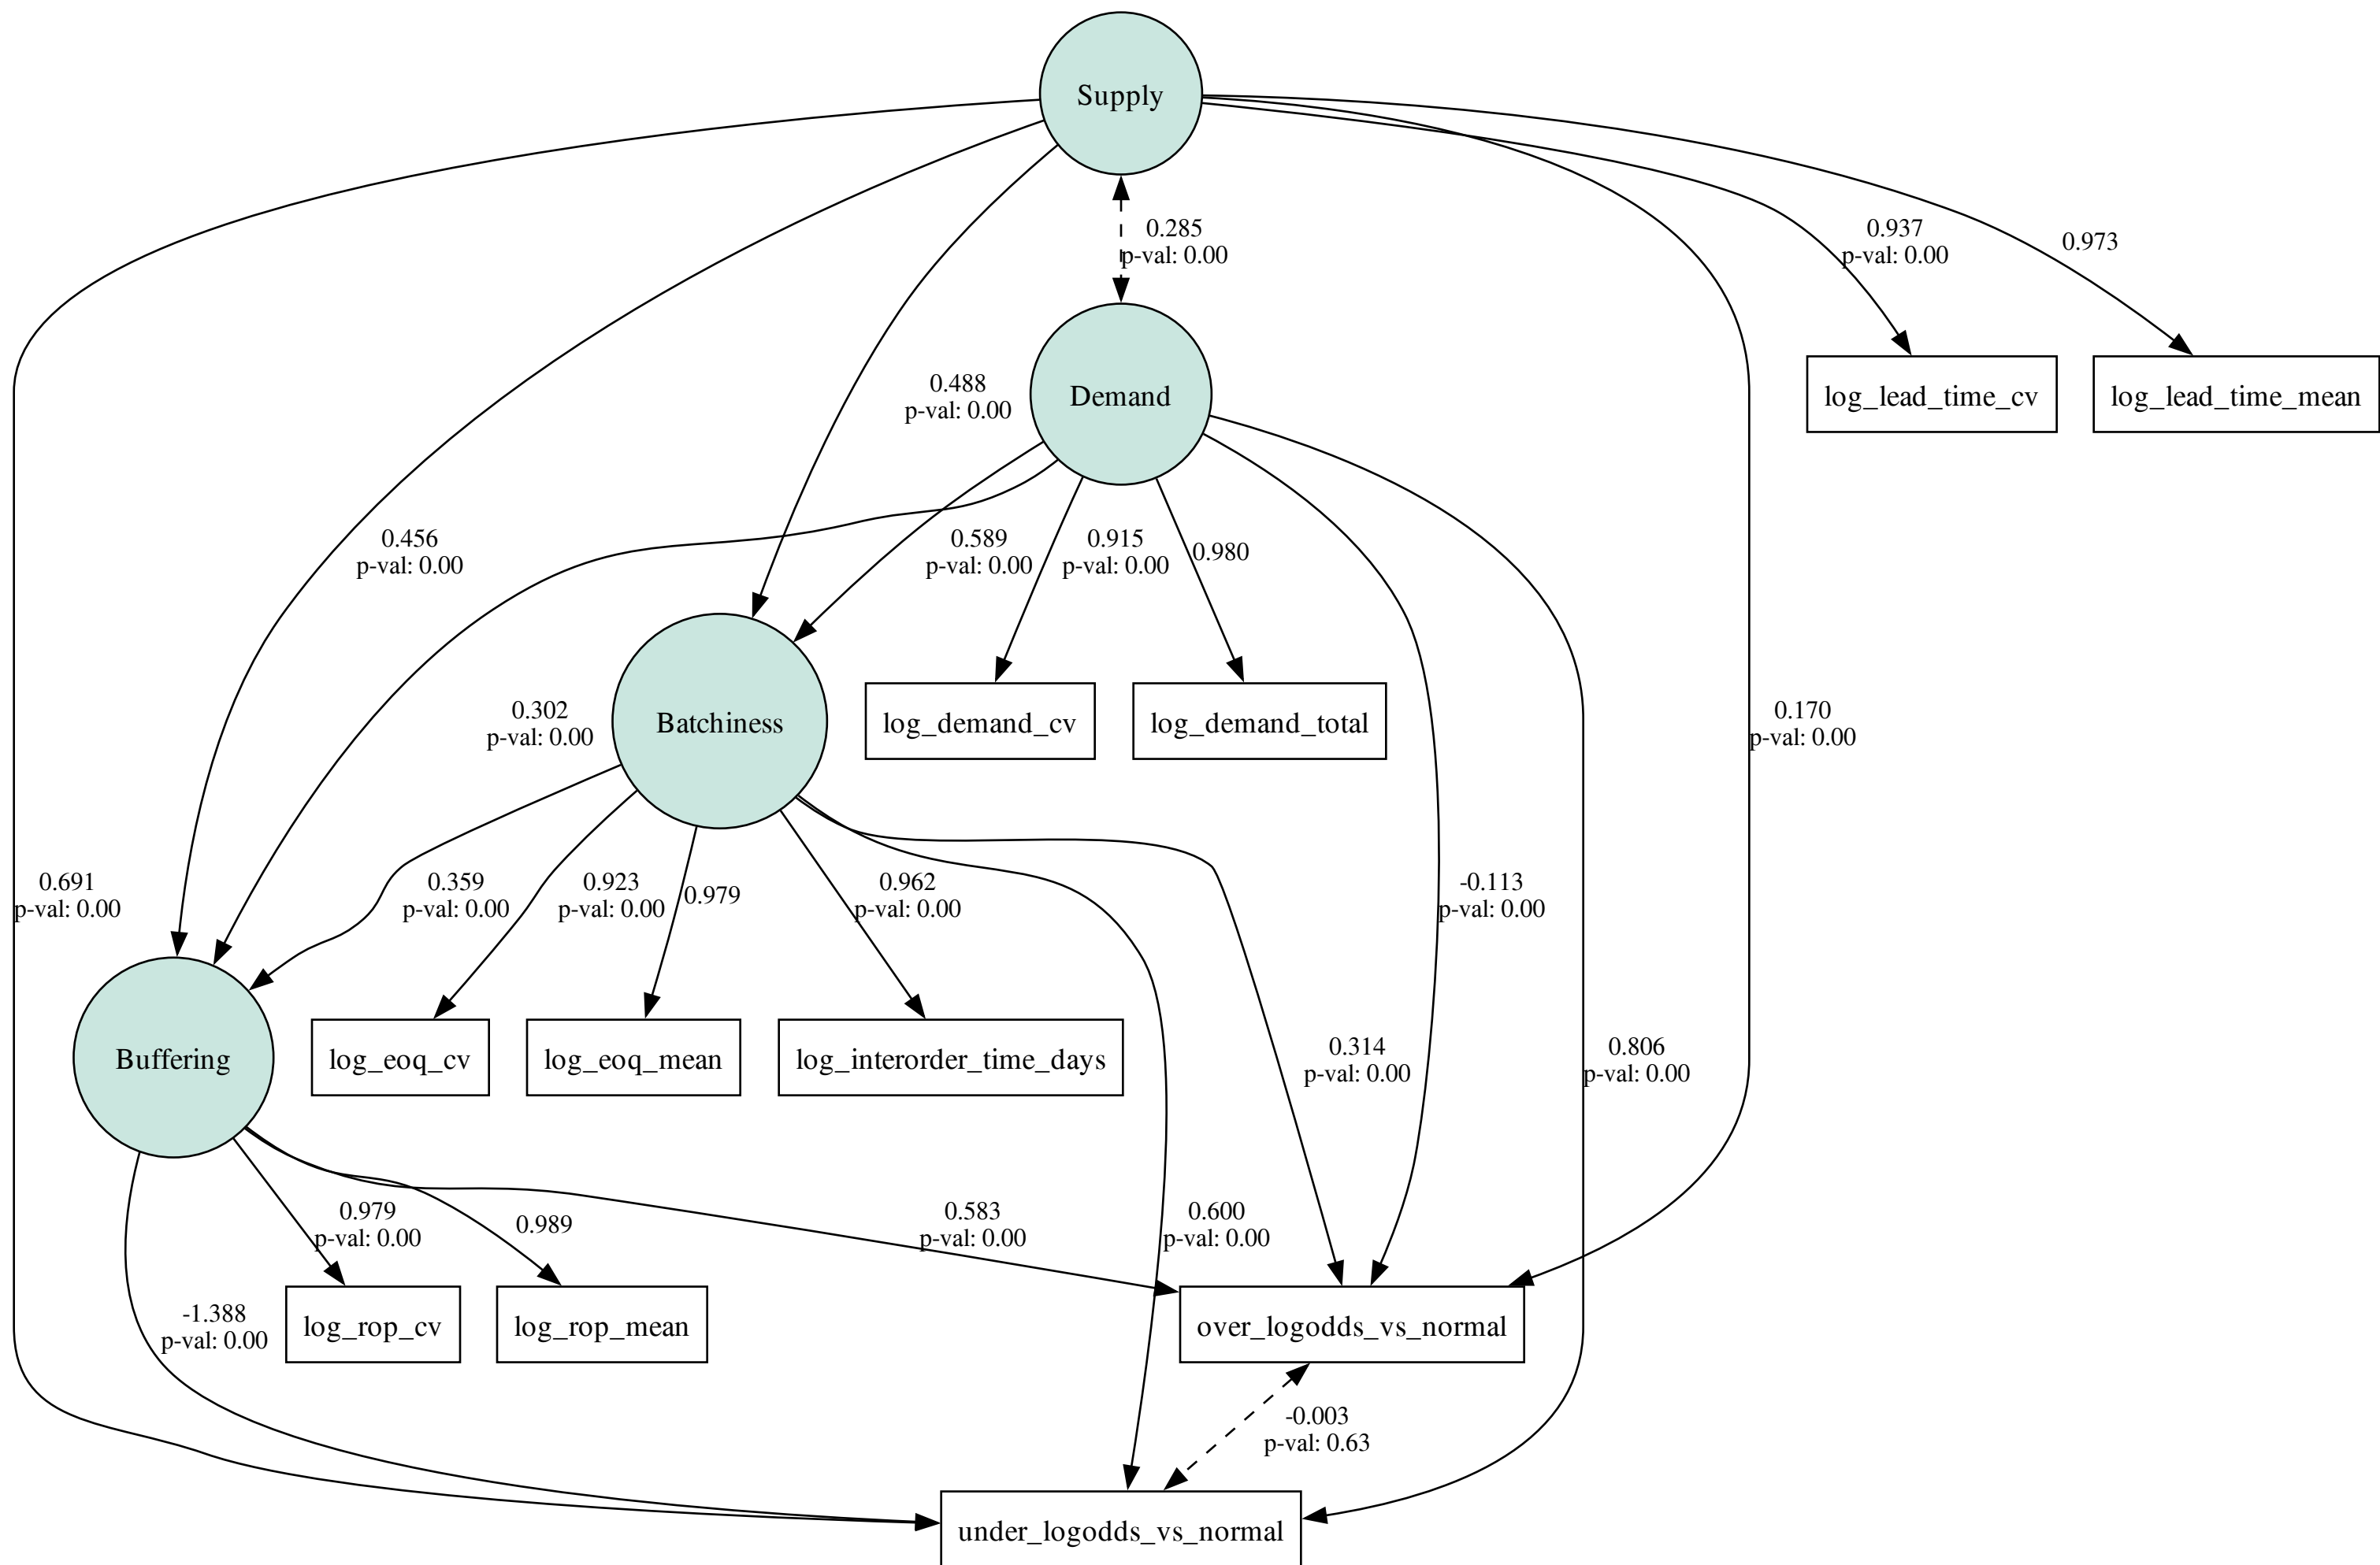 Supply
0.285
p-val: 0.00
0.937
p-val: 0.00
0.973
Demand
log_lead_time_cv
log_lead_time_mean
0.488
p-val: 0.00
0.456
p-val: 0.00
0.589
p-val: 0.00
0.915
p-val: 0.00
0.980
0.302
p-val: 0.00
Batchiness
log_demand_cv
log_demand_total
0.170
p-val: 0.00
0.691
p-val: 0.00
0.359
p-val: 0.00
0.923
p-val: 0.00
0.979
0.962
p-val: 0.00
-0.113
p-val: 0.00
Buffering
log_eoq_cv
log_eoq_mean
log_interorder_time_days
0.314
p-val: 0.00
0.806
p-val: 0.00
0.979
p-val: 0.00
0.989
0.583
p-val: 0.00
0.600
p-val: 0.00
-1.388
p-val: 0.00
log_rop_cv
log_rop_mean
over_logodds_vs_normal
-0.003
p-val: 0.63
under_logodds_vs_normal